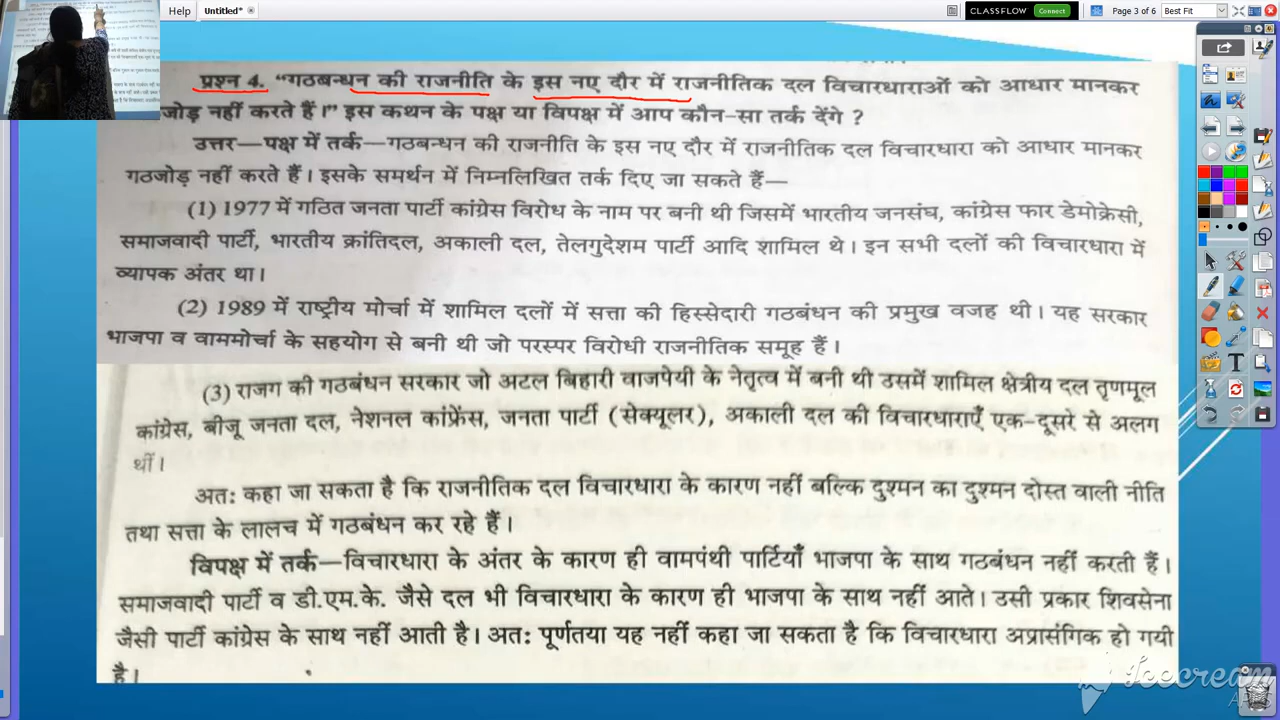 Help Untitled* CLASSFLOW Connect Page 3 of 6 Best Fit
प्रश्न 4. "गठबन्धन की राजनीति के इस नए दौर में राजनीतिक दल विचारधाराओं को आधार मानकर
जोड़ नहीं करते हैं।" इस कथन के पक्ष या विपक्ष में आप कौन-सा तर्क देंगे ?
उत्तर—पक्ष में तर्क—गठबन्धन की राजनीति के इस नए दौर में राजनीतिक दल विचारधारा को आधार मानकर
गठजोड़ नहीं करते हैं। इसके समर्थन में निम्नलिखित तर्क दिए जा सकते हैं—
(1) 1977 में गठित जनता पार्टी कांग्रेस विरोध के नाम पर बनी थी जिसमें भारतीय जनसंघ, कांग्रेस फार डेमोक्रेसी,
समाजवादी पार्टी, भारतीय क्रांतिदल, अकाली दल, तेलगुदेशम पार्टी आदि शामिल थे। इन सभी दलों की विचारधारा में
व्यापक अंतर था।
(2) 1989 में राष्ट्रीय मोर्चा में शामिल दलों में सत्ता की हिस्सेदारी गठबंधन की प्रमुख वजह थी। यह सरकार
भाजपा व वाममोर्चा के सहयोग से बनी थी जो परस्पर विरोधी राजनीतिक समूह हैं।
(3) राजग की गठबंधन सरकार जो अटल बिहारी वाजपेयी के नेतृत्व में बनी थी उसमें शामिल क्षेत्रीय दल तृणमूल
कांग्रेस, बीजू जनता दल, नेशनल कांफ्रेंस, जनता पार्टी (सेक्यूलर), अकाली दल की विचारधाराएँ एक-दूसरे से अलग
थीं।
अतः कहा जा सकता है कि राजनीतिक दल विचारधारा के कारण नहीं बल्कि दुश्मन का दुश्मन दोस्त वाली नीति
तथा सत्ता के लालच में गठबंधन कर रहे हैं।
विपक्ष में तर्क—विचारधारा के अंतर के कारण ही वामपंथी पार्टियाँ भाजपा के साथ गठबंधन नहीं करती हैं।
समाजवादी पार्टी व डी.एम.के. जैसे दल भी विचारधारा के कारण ही भाजपा के साथ नहीं आते। उसी प्रकार शिवसेना
जैसी पार्टी कांग्रेस के साथ नहीं आती है। अतः पूर्णतया यह नहीं कहा जा सकता है कि विचारधारा अप्रासंगिक हो गयी
है।
Icecream
APPS